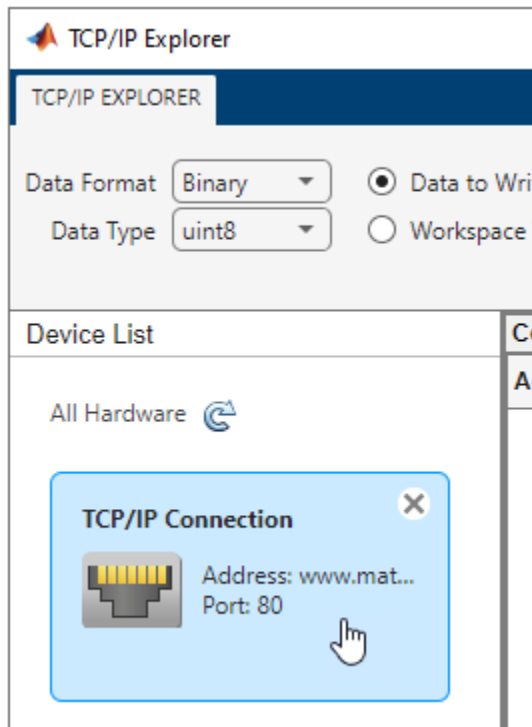 TCP/IP Explorer
TCP/IP EXPLORER
Data Format Binary Data to Wri
Data Type uint8 Workspace
Device List
All Hardware
TCP/IP Connection
Address: www.mat...
Port: 80